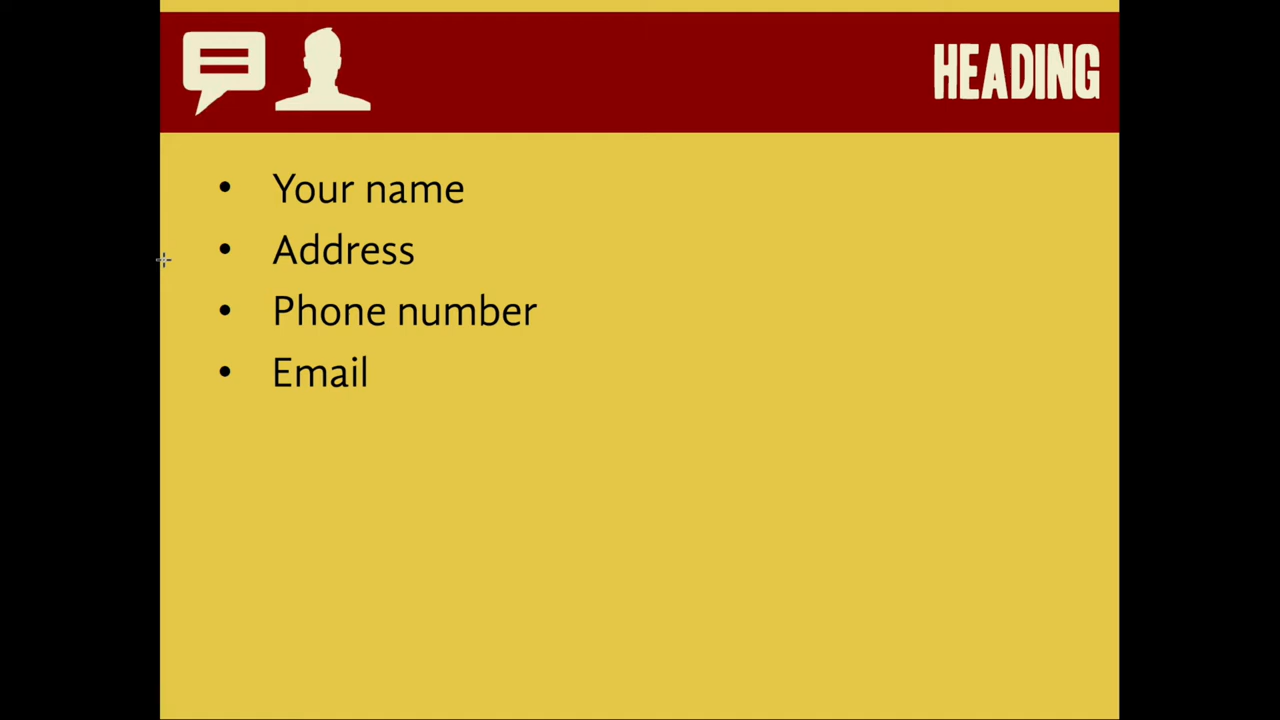 HEADING
• Your name
• Address
• Phone number
• Email